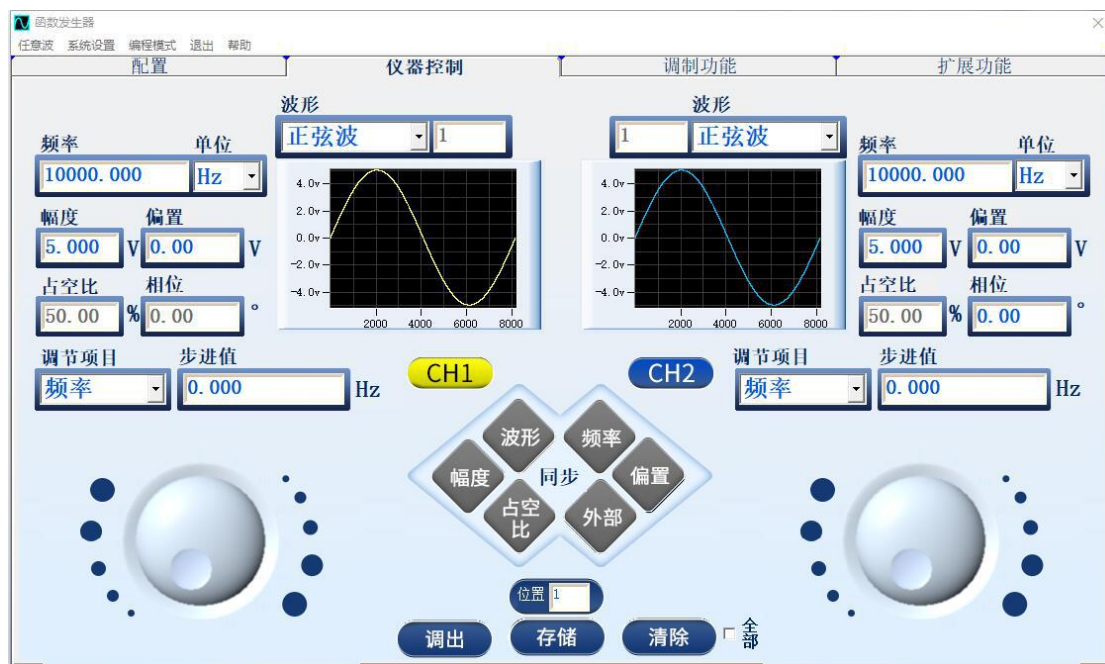 函数发生器
任意波 系统设置 编程模式 退出 帮助
配置 仪器控制 调制功能 扩展功能
波形 波形
正弦波 1 1 正弦波
频率 单位 频率 单位
10000.000 Hz 10000.000 Hz
幅度 偏置 幅度 偏置
5.000 V 0.00 V 5.000 V 0.00 V
占空比 相位 占空比 相位
50.00 % 0.00 ° 50.00 % 0.00 °
4.0v 4.0v
2.0v 2.0v
0.0v 0.0v
-2.0v -2.0v
-4.0v -4.0v
2000 4000 6000 8000 2000 4000 6000 8000
调节项目 步进值 CH1 CH2 调节项目 步进值
频率 0.000 Hz 频率 0.000 Hz
波形 频率
幅度 同步 偏置
占空比 外部
位置 1
调出 存储 清除 全部